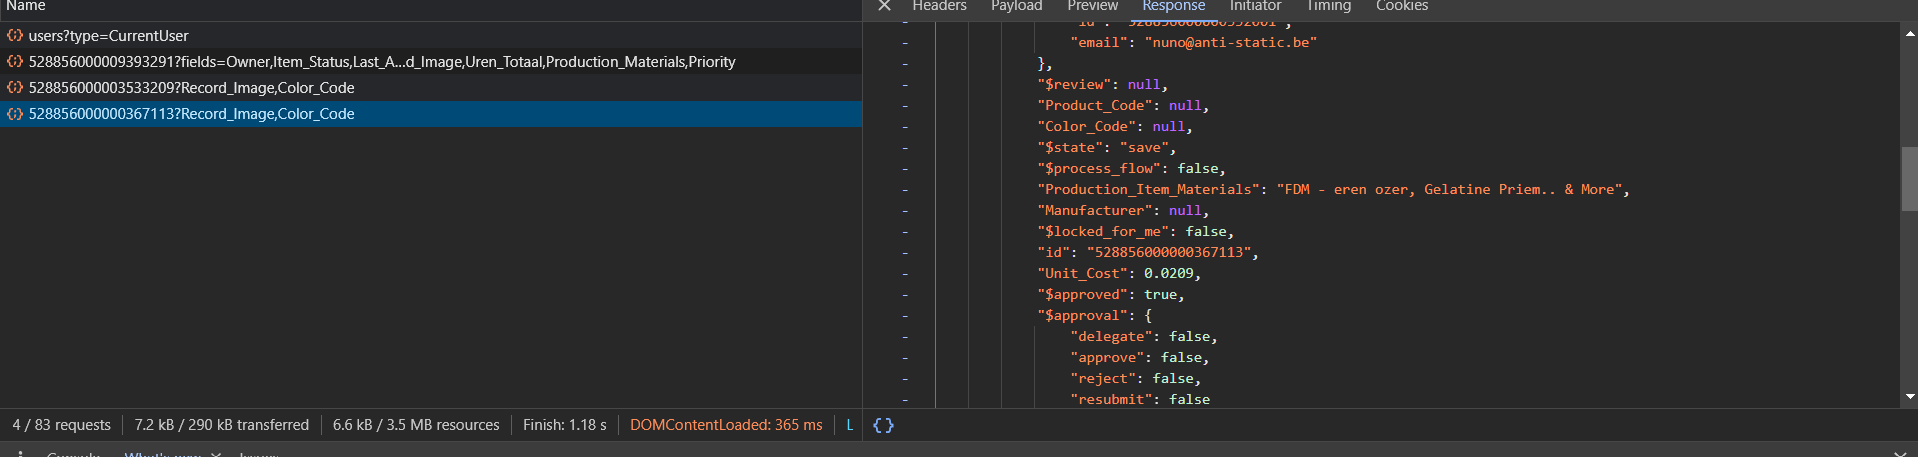 Name
Headers Payload Preview Response Initiator Timing Cookies
users?type=CurrentUser
528856000009393291?fields=Owner,Item_Status,Last_A...d_Image,Uren_Totaal,Production_Materials,Priority
528856000003533209?Record_Image,Color_Code
528856000000367113?Record_Image,Color_Code
"email": "nuno@anti-static.be"
},
"$review": null,
"Product_Code": null,
"Color_Code": null,
"$state": "save",
"$process_flow": false,
"Production_Item_Materials": "FDM - eren ozer, Gelatine Priem.. & More",
"Manufacturer": null,
"$locked_for_me": false,
"id": "528856000000367113",
"Unit_Cost": 0.0209,
"$approved": true,
"$approval": {
"delegate": false,
"approve": false,
"reject": false,
"resubmit": false
4 / 83 requests 7.2 kB / 290 kB transferred 6.6 kB / 3.5 MB resources Finish: 1.18 s DOMContentLoaded: 365 ms L {}